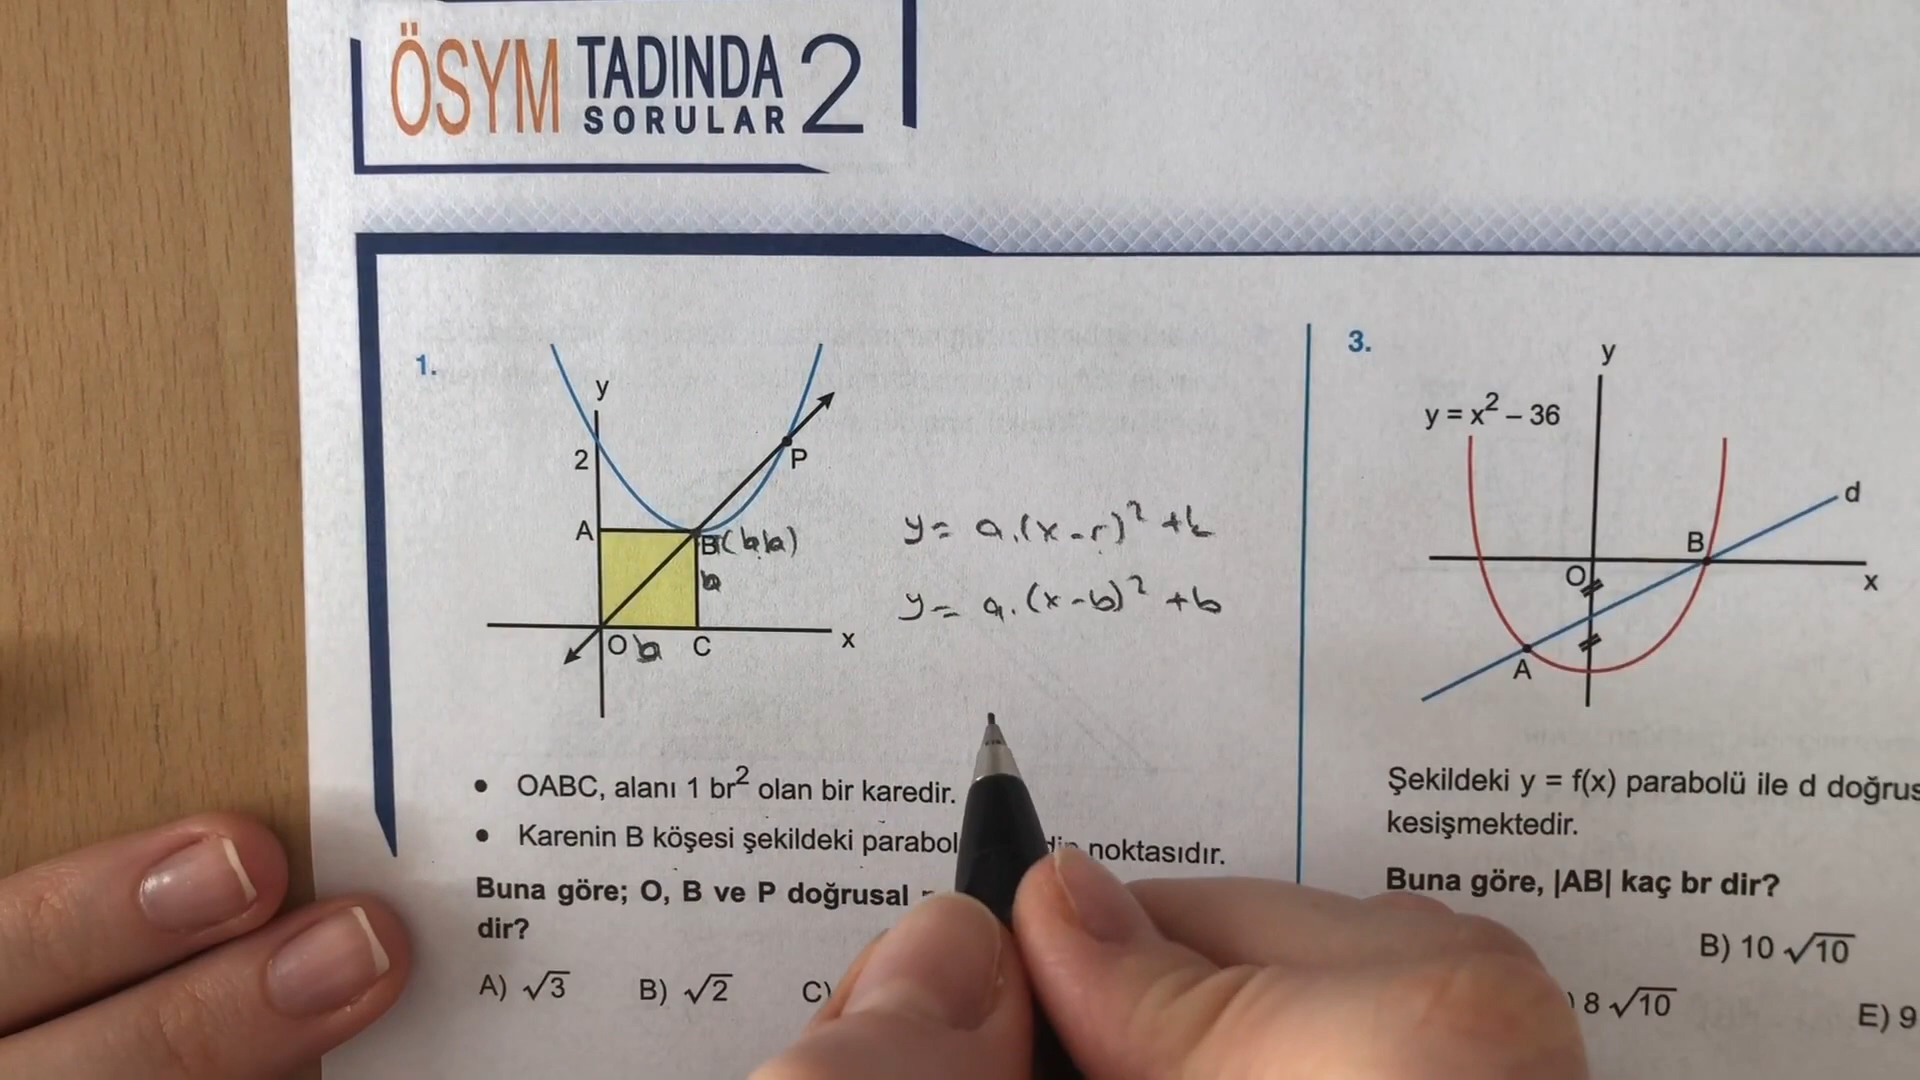 ÖSYM TADINDA SORULAR 2
1.
y
2
P
A
B(b,b)
b
O b C x
y = a.(x-r)² +k
y = a.(x-b)² +b
• OABC, alanı 1 br² olan bir karedir.
• Karenin B köşesi şekildeki parabol noktasıdır.
Buna göre; O, B ve P doğrusal
dir?
A) √3 B) √2 C)
3.
y
y = x² – 36
d
B
O
x
A
Şekildeki y = f(x) parabolü ile d
kesişmektedir.
Buna göre, |AB| kaç br dir?
B) 10 √10
) 8 √10
E) 9